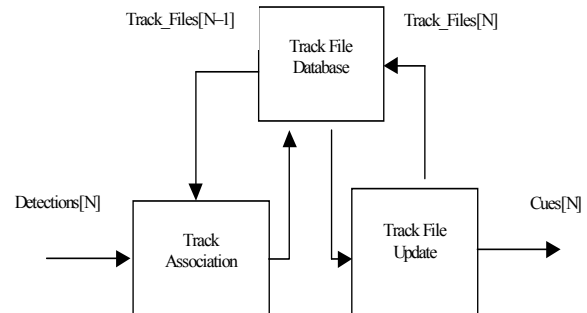 Track_Files[N–1]
Track_Files[N]
Track File
Database
Detections[N]
Track
Association
Track File
Update
Cues[N]